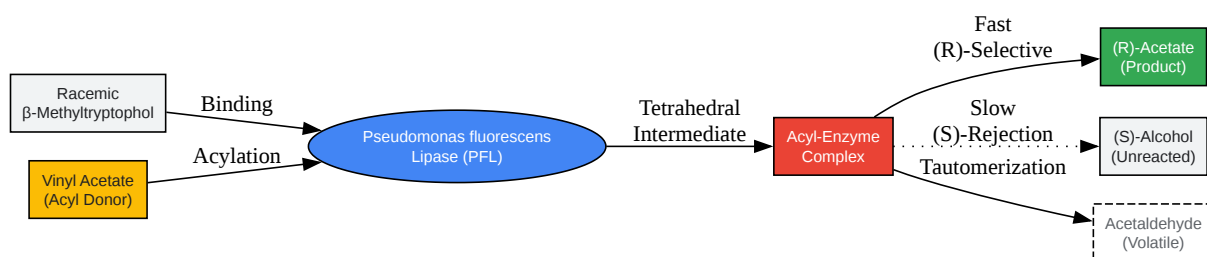 Racemic
β-Methyltryptophol
Vinyl Acetate
(Acyl Donor)
Binding
Acylation
Pseudomonas fluorescens
Lipase (PFL)
Tetrahedral
Intermediate
Acyl-Enzyme
Complex
Fast
(R)-Selective
Slow
(S)-Rejection
Tautomerization
(R)-Acetate
(Product)
(S)-Alcohol
(Unreacted)
Acetaldehyde
(Volatile)